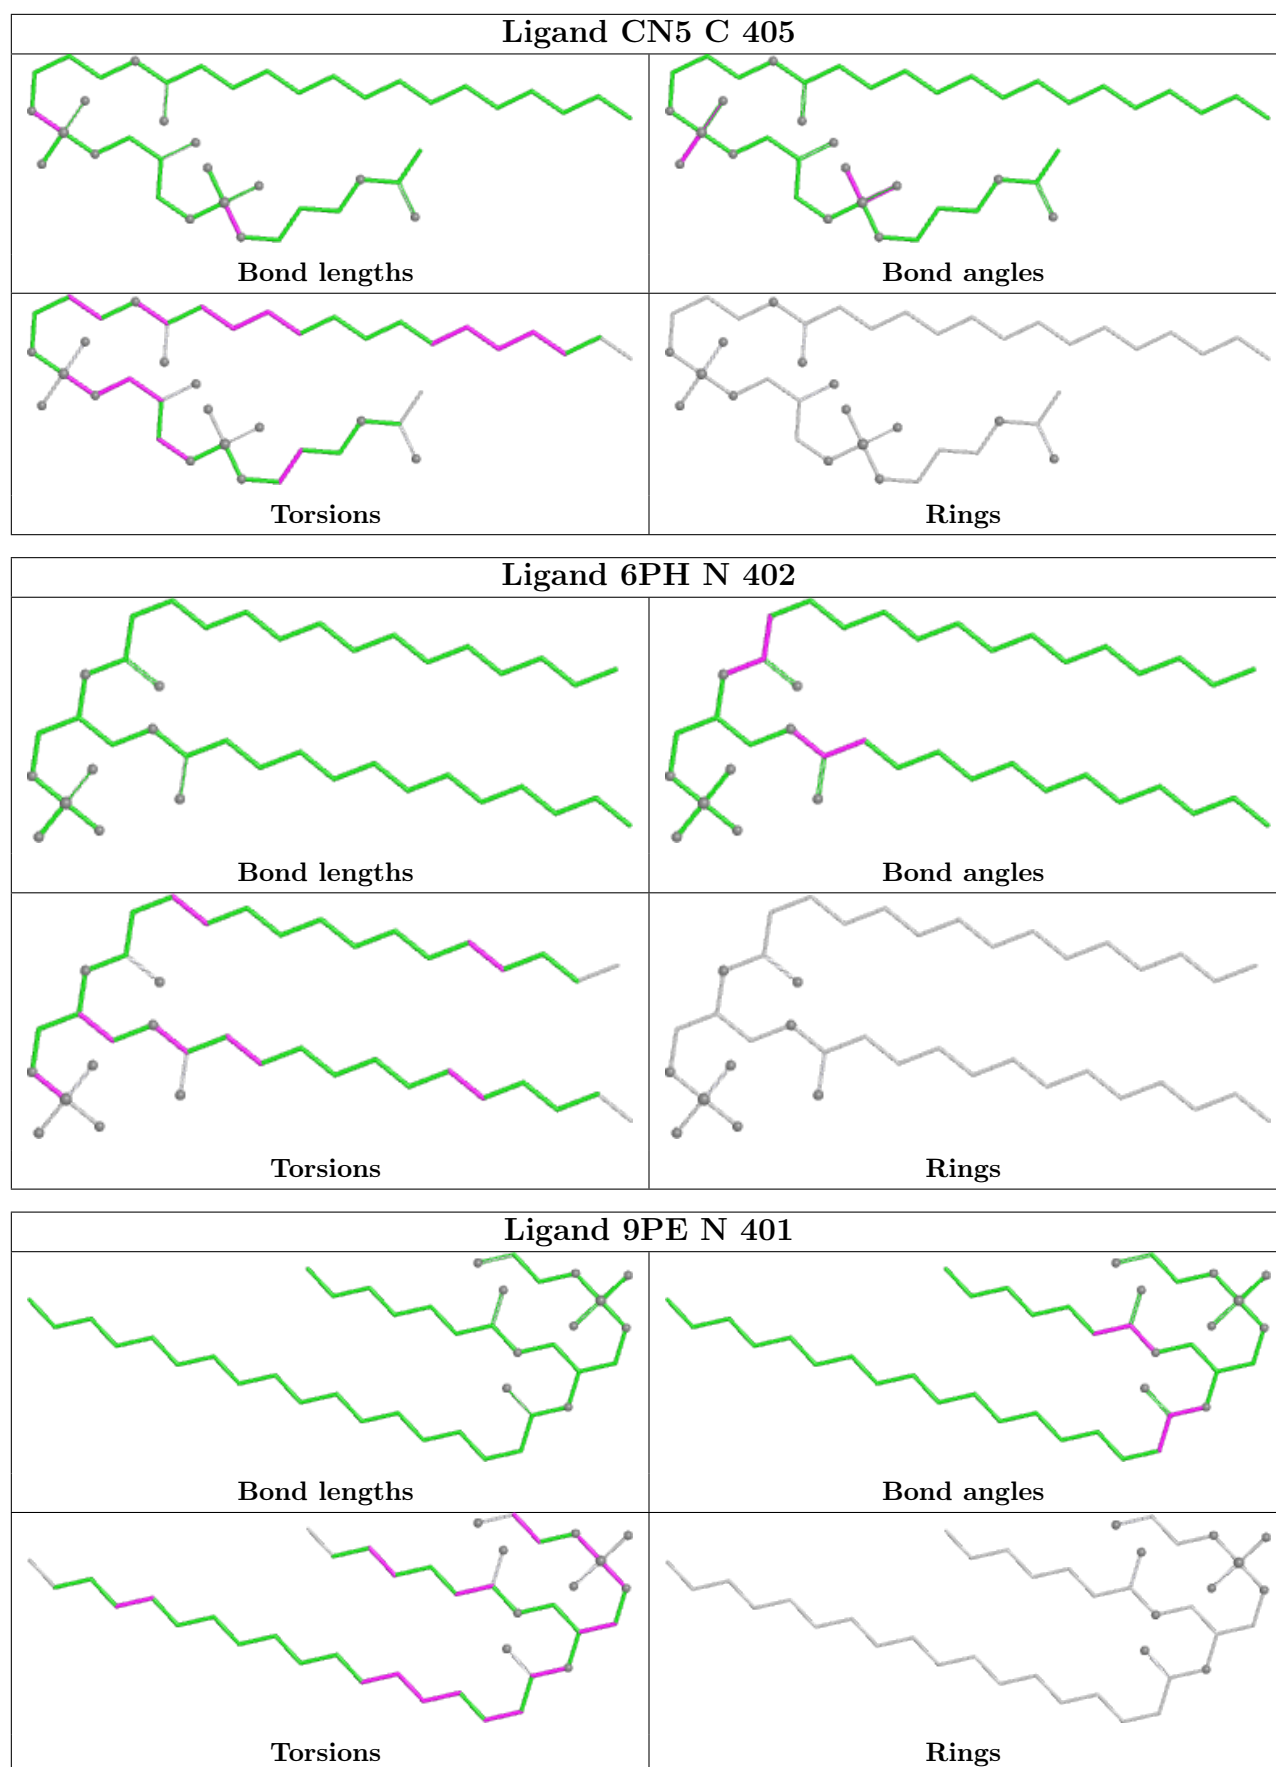 Ligand CN5 C 405
Bond lengths
Bond angles
Torsions
Rings
Ligand 6PH N 402
Bond lengths
Bond angles
Torsions
Rings
Ligand 9PE N 401
Bond lengths
Bond angles
Torsions
Rings